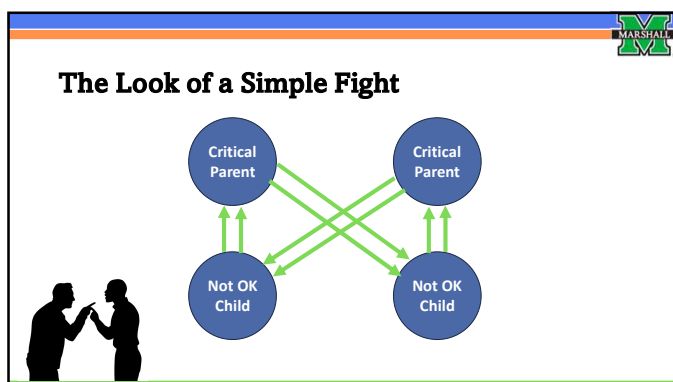 MARSHALL
The Look of a Simple Fight
Critical
Parent
Critical
Parent
Not OK
Child
Not OK
Child